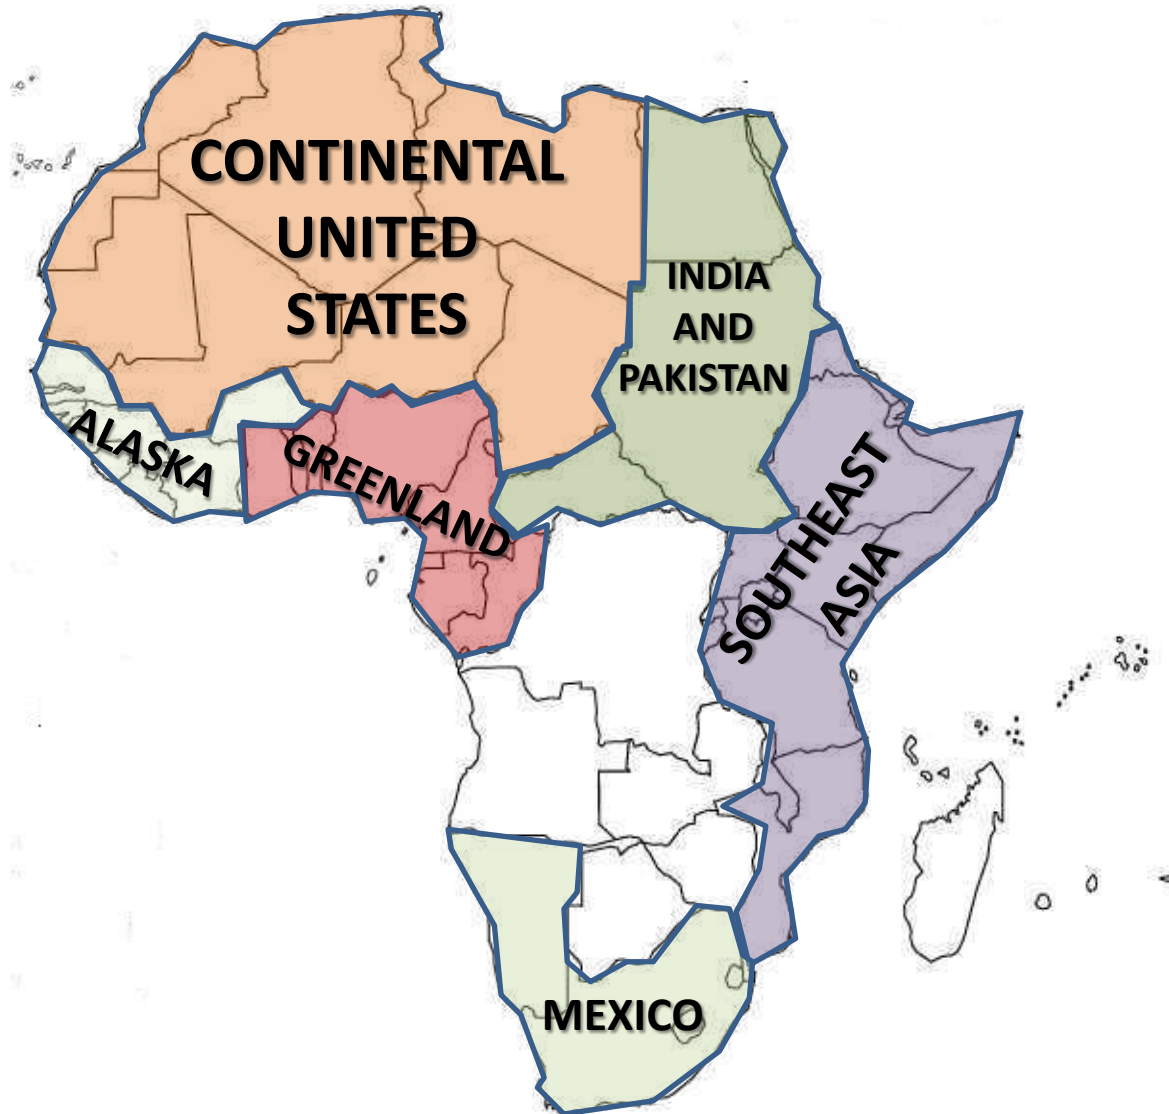 CONTINENTAL
UNITED
STATES
INDIA
AND
PAKISTAN
ALASKA
GREENLAND
SOUTHEAST
ASIA
MEXICO